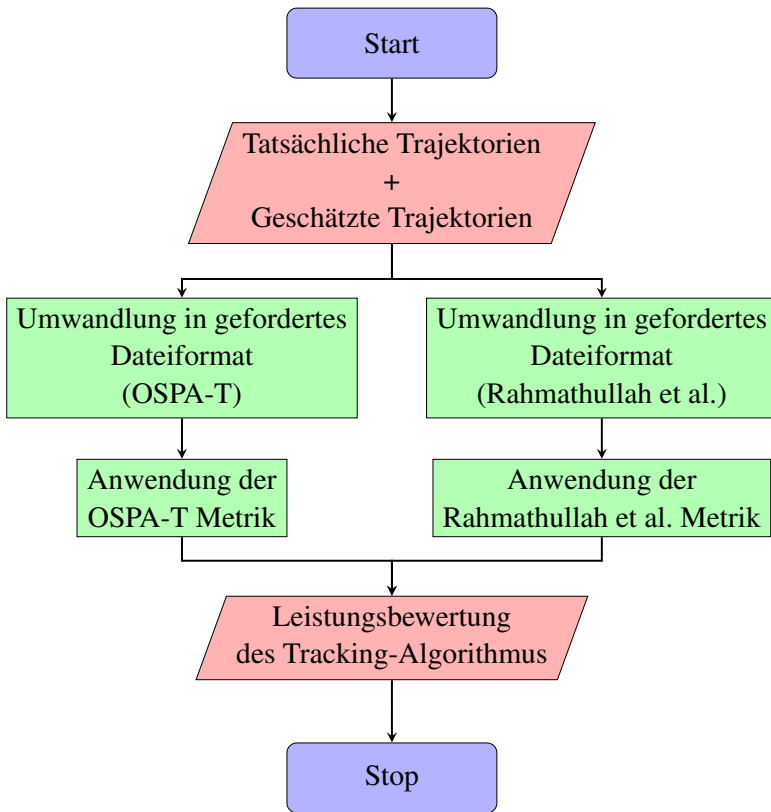 Start
Tatsächliche Trajektorien
+
Geschätzte Trajektorien
Umwandlung in gefordertes
Dateiformat
(OSPA-T)
Umwandlung in gefordertes
Dateiformat
(Rahmathullah et al.)
Anwendung der
OSPA-T Metrik
Anwendung der
Rahmathullah et al. Metrik
Leistungsbewertung
des Tracking-Algorithmus
Stop